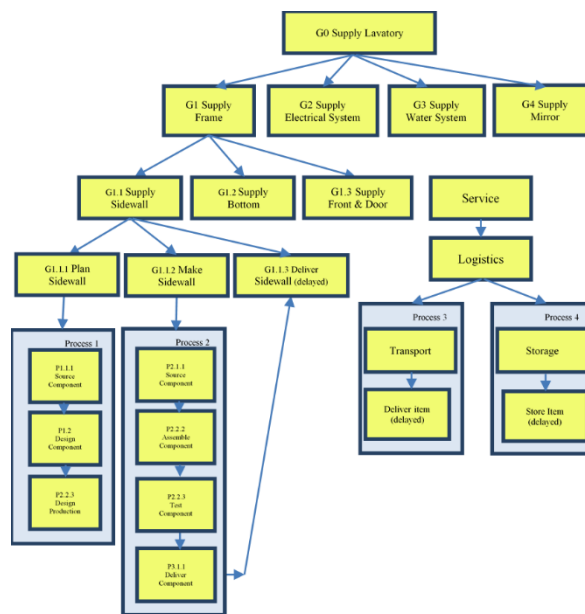 G0 Supply Lavatory
G1 Supply
Frame
G2 Supply
Electrical System
G3 Supply
Water System
G4 Supply
Mirror
G1.1 Supply
Sidewall
G1.2 Supply
Bottom
G1.3 Supply
Front & Door
Service
Logistics
G1.1.1 Plan
Sidewall
G1.1.2 Make
Sidewall
G1.1.3 Deliver
Sidewall (delayed)
Process 1
P1.1.1
Source
Component
P1.2
Design
Component
P2.2.3
Design
Production
Process 2
P2.1.1
Source
Component
P2.2.2
Assemble
Component
P2.2.3
Test
Component
P3.1.1
Deliver
Component
Process 3
Transport
Deliver item
(delayed)
Process 4
Storage
Store Item
(delayed)